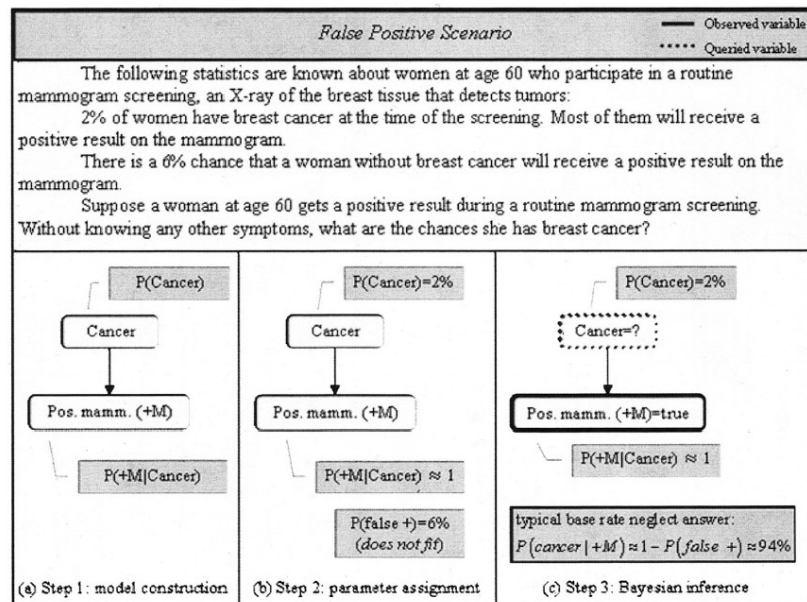 False Positive Scenario
Observed variable
Queried variable
The following statistics are known about women at age 60 who participate in a routine
mammogram screening, an X-ray of the breast tissue that detects tumors:
2% of women have breast cancer at the time of the screening. Most of them will receive a
positive result on the mammogram.
There is a 6% chance that a woman without breast cancer will receive a positive result on the
mammogram.
Suppose a woman at age 60 gets a positive result during a routine mammogram screening.
Without knowing any other symptoms, what are the chances she has breast cancer?
P(Cancer)
Cancer
Pos. mamm. (+M)
P(+M|Cancer)
(a) Step 1: model construction
P(Cancer)=2%
Cancer
Pos. mamm. (+M)
P(+M|Cancer) ≈ 1
P(false +)=6%
(does not fit)
(b) Step 2: parameter assignment
P(Cancer)=2%
Cancer=?
Pos. mamm. (+M)=true
P(+M|Cancer) ≈ 1
typical base rate neglect answer:
P(cancer | +M) ≈ 1 − P(false +) ≈ 94%
(c) Step 3: Bayesian inference